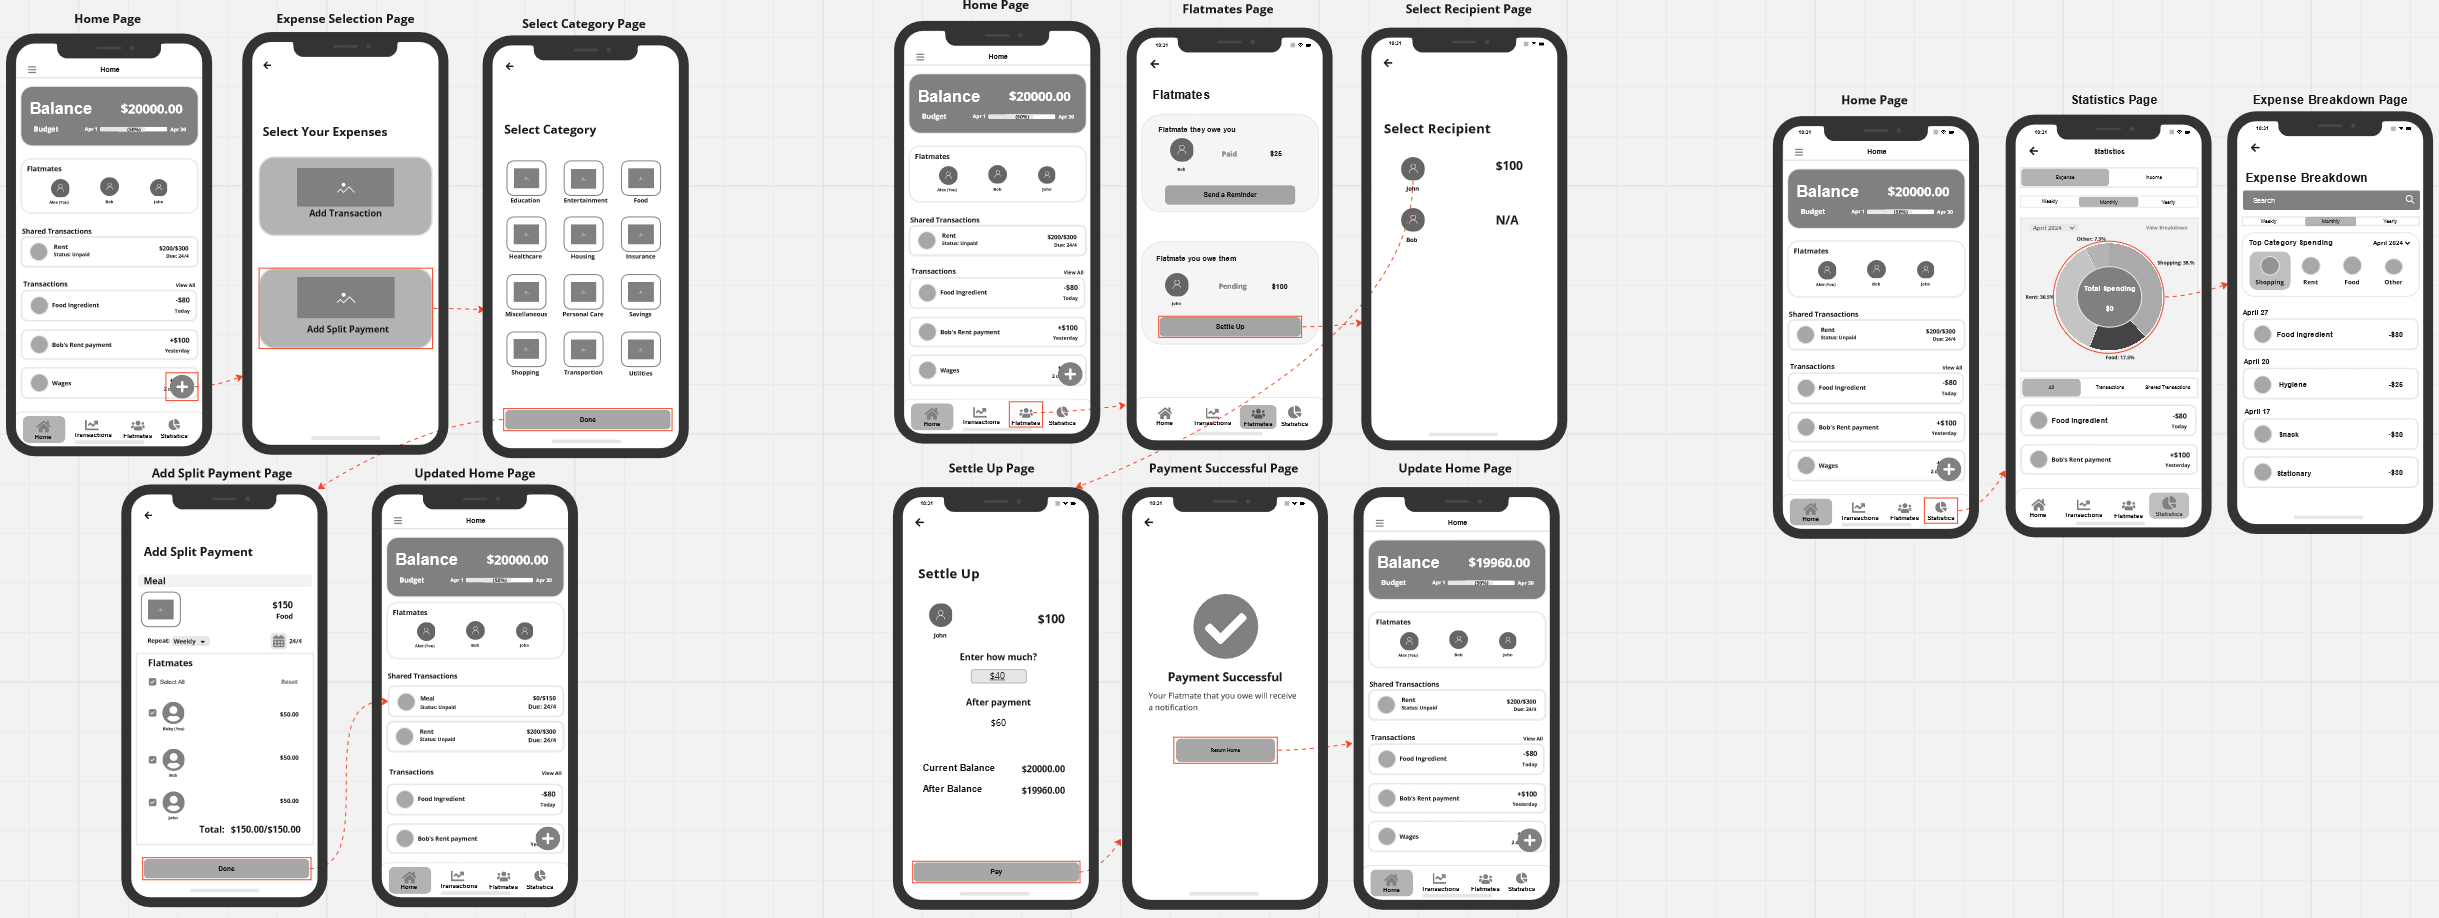 Home Page
Home
Balance $20000.00
Budget Apr 1 (50%) Apr 30
Flatmates
Alex (You) Bob John
Shared Transactions
Rent $200/$300
Status: Unpaid Due: 24/4
Transactions View All
Food Ingredient -$80
Today
Bob's Rent payment +$100
Yesterday
Wages
Home Transactions Flatmates Statistics
Expense Selection Page
Select Your Expenses
Add Transaction
Add Split Payment
Select Category Page
Select Category
Education Entertainment Food
Healthcare Housing Insurance
Miscellaneous Personal Care Savings
Shopping Transportion Utilities
Done
Add Split Payment Page
Add Split Payment
Meal
$150
Food
Repeat: Weekly 24/4
Flatmates
Select All Reset
$50.00
Ricky (You)
$50.00
Bob
$50.00
John
Total: $150.00/$150.00
Done
Updated Home Page
Home
Balance $20000.00
Budget Apr 1 (50%) Apr 30
Flatmates
Alex (You) Bob John
Shared Transactions
Meal $0/$150
Status: Unpaid Due: 24/4
Rent $200/$300
Status: Unpaid Due: 24/4
Transactions View All
Food Ingredient -$80
Today
Bob's Rent payment
Home Transactions Flatmates Statistics
Home Page
Home
Balance $20000.00
Budget Apr 1 (50%) Apr 30
Flatmates
Alex (You) Bob John
Shared Transactions
Rent $200/$300
Status: Unpaid Due: 24/4
Transactions View All
Food Ingredient -$80
Today
Bob's Rent payment +$100
Yesterday
Wages
Home Transactions Flatmates Statistics
Flatmates Page
10:31
Flatmates
Flatmate they owe you
Paid $25
Bob
Send a Reminder
Flatmate you owe them
Pending $100
John
Settle Up
Home Transactions Flatmates Statistics
Select Recipient Page
10:31
Select Recipient
$100
John
N/A
Bob
Settle Up Page
10:31
Settle Up
$100
John
Enter how much?
$40
After payment
$60
Current Balance $20000.00
After Balance $19960.00
Pay
Payment Successful Page
10:31
Payment Successful
Your Flatmate that you owe will receive
a notification
Return Home
Update Home Page
10:31
Home
Balance $19960.00
Budget Apr 1 (50%) Apr 30
Flatmates
Alex (You) Bob John
Shared Transactions
Rent $200/$300
Status: Unpaid Due: 24/4
Transactions View All
Food Ingredient -$80
Today
Bob's Rent payment +$100
Yesterday
Wages
Home Transactions Flatmates Statistics
Home Page
10:31
Home
Balance $20000.00
Budget Apr 1 (50%) Apr 30
Flatmates
Alex (You) Bob John
Shared Transactions
Rent $200/$300
Status: Unpaid Due: 24/4
Transactions View All
Food Ingredient -$80
Today
Bob's Rent payment +$100
Yesterday
Wages
Home Transactions Flatmates Statistics
Statistics Page
10:31
Statistics
Expense Income
Weekly Monthly Yearly
April 2024 View Breakdown
Other: 7.3%
Shopping: 38.%
Total Spending
$0
Rent: 36.5%
Food: 17.5%
All Transactions Shared Transactions
Food Ingredient -$80
Today
Bob's Rent payment +$100
Yesterday
Home Transactions Flatmates Statistics
Expense Breakdown Page
10:31
Expense Breakdown
Search
Weekly Monthly Yearly
Top Category Spending April 2024
Shopping Rent Food Other
April 27
Food Ingredient -$80
April 20
Hygiene -$25
April 17
Snack -$30
Stationary -$30